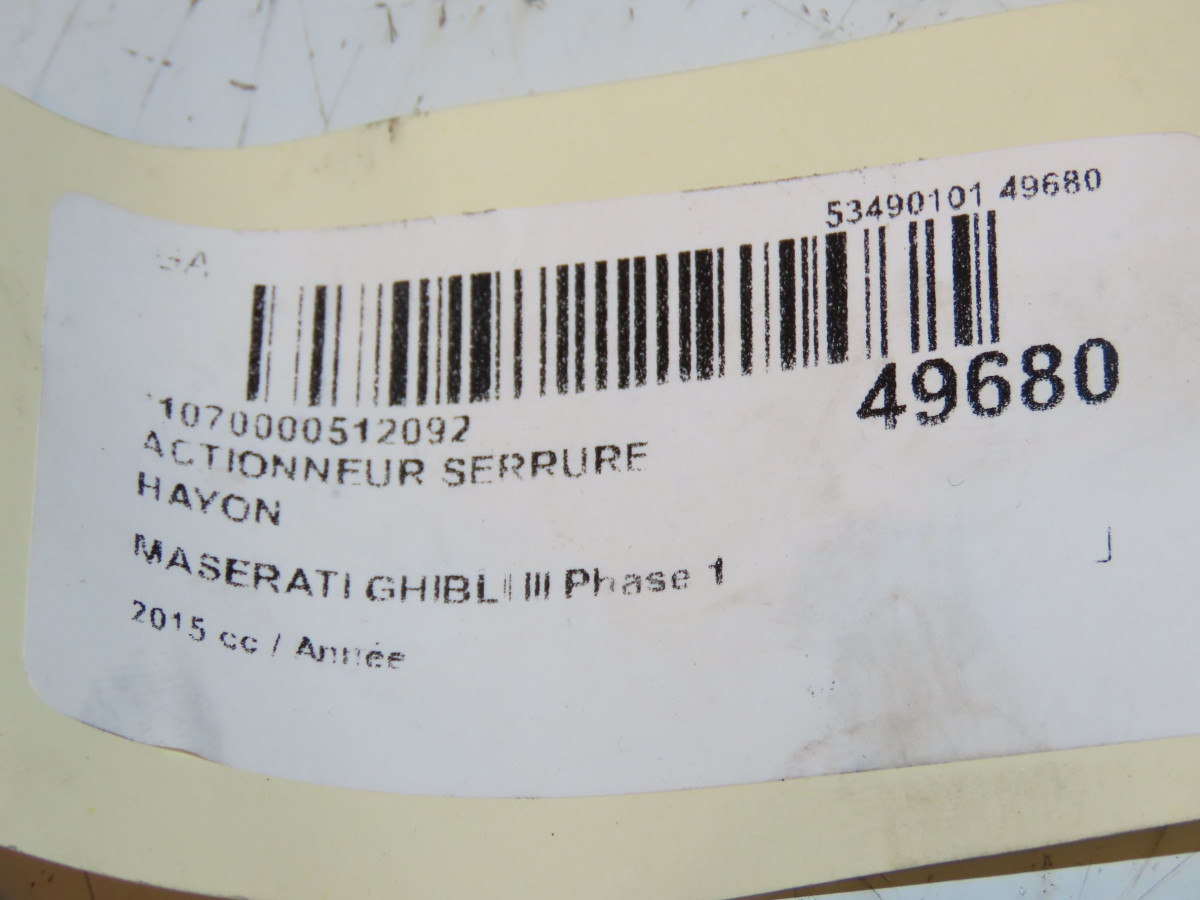 53490101 49680
49680
1070000512092
ACTIONNEUR SERRURE
HAYON
MASERATI GHIBLI III Phase 1
J
2015 cc / Année